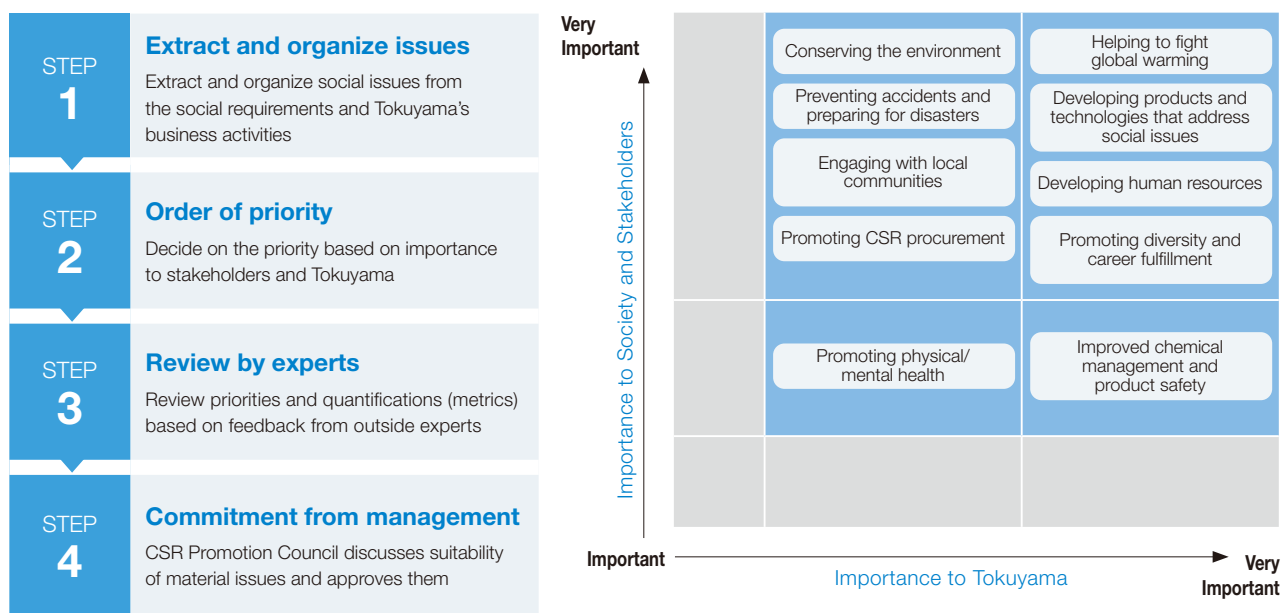 STEP
1
Extract and organize issues
Extract and organize social issues from
the social requirements and Tokuyama's
business activities
STEP
2
Order of priority
Decide on the priority based on importance
to stakeholders and Tokuyama
STEP
3
Review by experts
Review priorities and quantifications (metrics)
based on feedback from outside experts
STEP
4
Commitment from management
CSR Promotion Council discusses suitability
of material issues and approves them
Very
Important
Importance to Society and Stakeholders
Conserving the environment
Preventing accidents and
preparing for disasters
Engaging with local
communities
Promoting CSR procurement
Helping to fight
global warming
Developing products and
technologies that address
social issues
Developing human resources
Promoting diversity and
career fulfillment
Promoting physical/
mental health
Improved chemical
management and
product safety
Important
Importance to Tokuyama
Very
Important